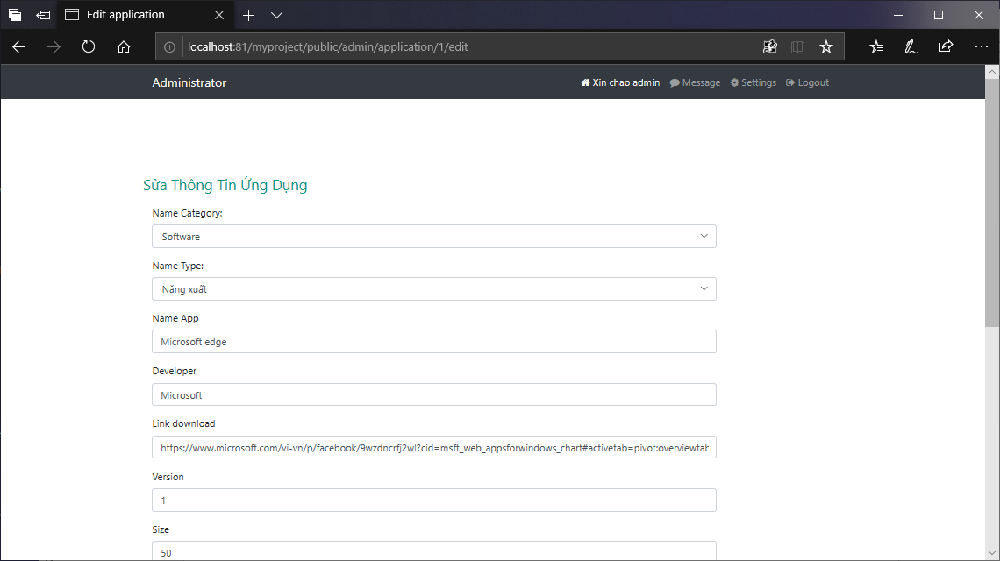 Edit application
localhost:81/myproject/public/admin/application/1/edit
Administrator
Xin chao admin Message Settings Logout
Sửa Thông Tin Ứng Dụng
Name Category:
Software
Name Type:
Năng xuất
Name App
Microsoft edge
Developer
Microsoft
Link download
https://www.microsoft.com/vi-vn/p/facebook/9wzdncrfj2wl?cid=msft_web_appsforwindows_chart#activetab=pivot:overviewtab
Version
1
Size
50